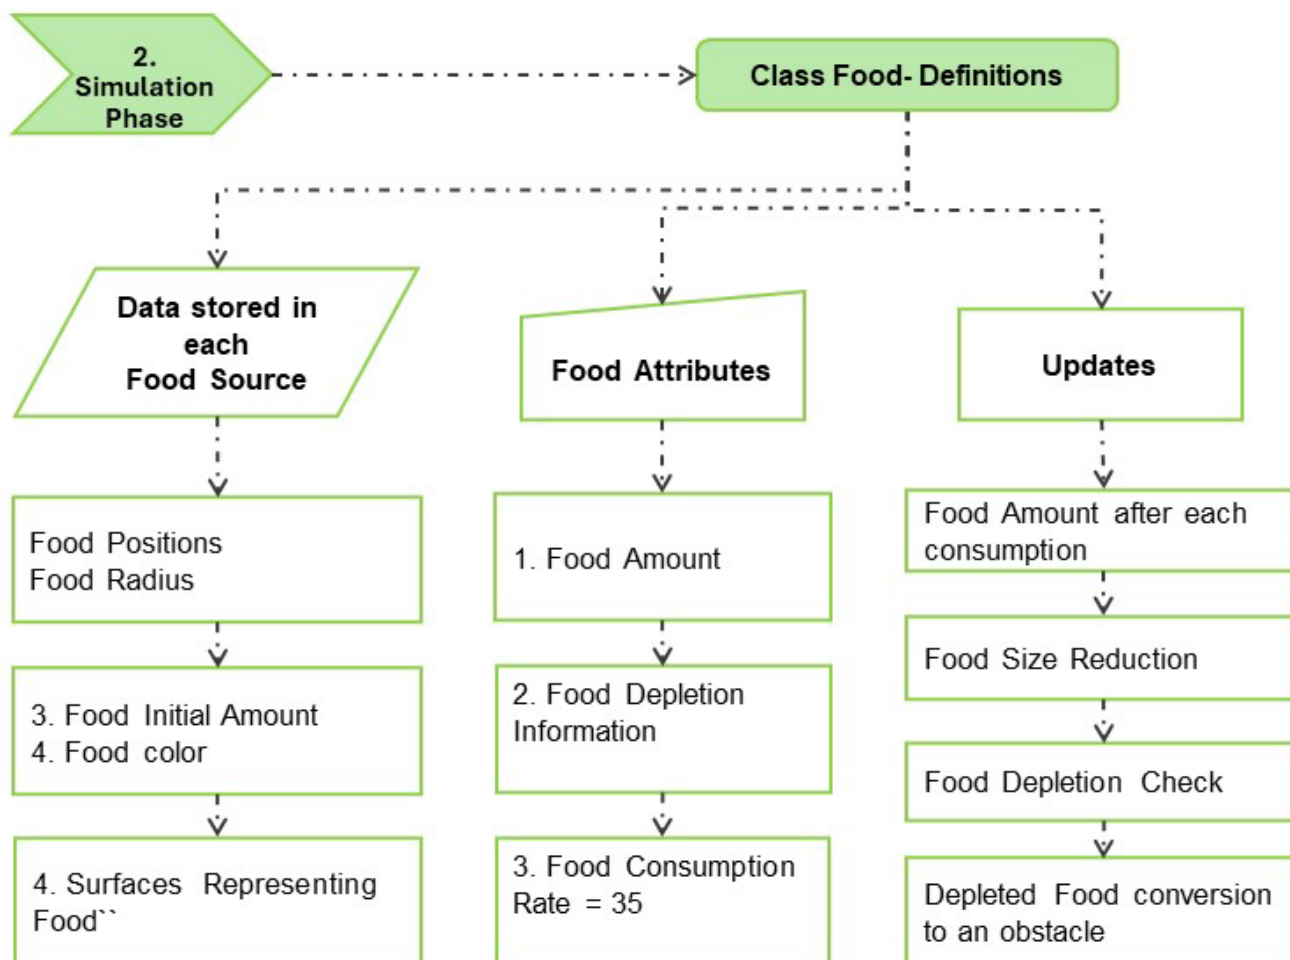 2.
Simulation
Phase
Class Food- Definitions
Data stored in
each
Food Source
Food Positions
Food Radius
3. Food Initial Amount
4. Food color
4. Surfaces Representing
Food``
Food Attributes
1. Food Amount
2. Food Depletion
Information
3. Food Consumption
Rate = 35
Updates
Food Amount after each
consumption
Food Size Reduction
Food Depletion Check
Depleted Food conversion
to an obstacle